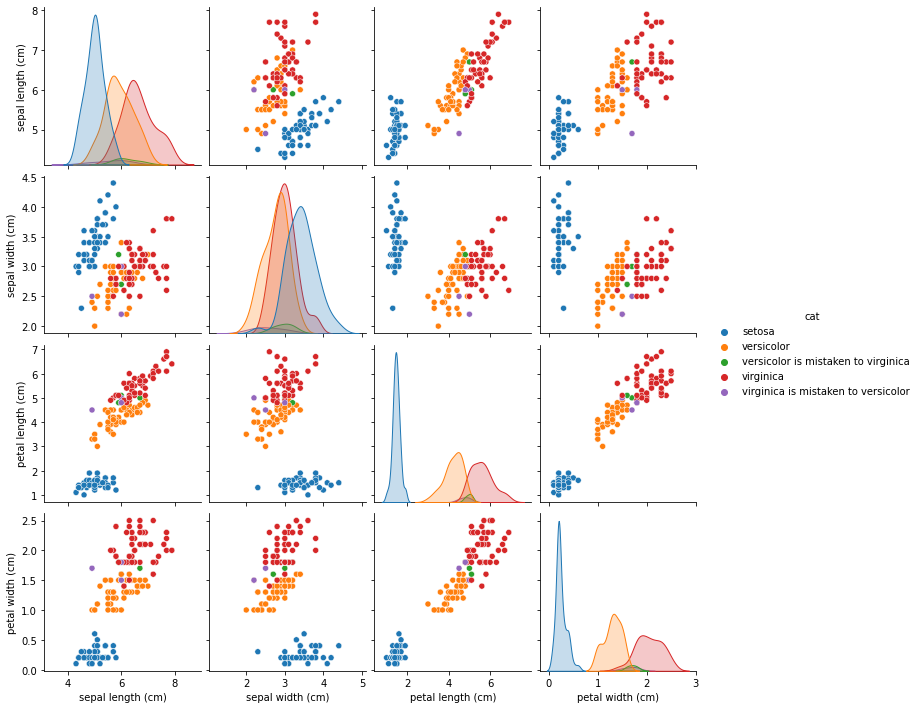 8
7
6
5
sepal length (cm)
4.5
4.0
3.5
3.0
2.5
2.0
sepal width (cm)
cat
setosa
versicolor
versicolor is mistaken to virginica
virginica
virginica is mistaken to versicolor
7
6
5
4
3
2
1
petal length (cm)
2.5
2.0
1.5
1.0
0.5
0.0
petal width (cm)
4 6 8
2 3 4 5
2 4 6
0 1 2 3
sepal length (cm)
sepal width (cm)
petal length (cm)
petal width (cm)